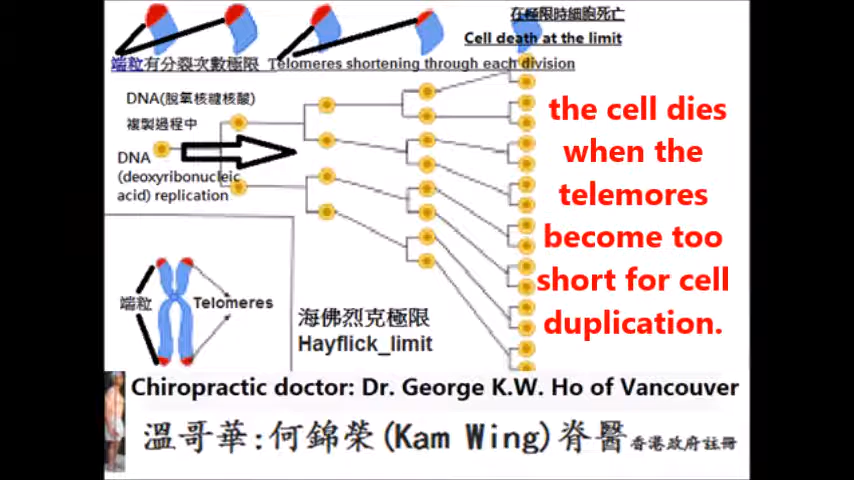 在極限時細胞死亡
Cell death at the limit
端粒有分裂次數極限 Telomeres shortening through each division
DNA(脫氧核糖核酸)
複製過程中
DNA
(deoxyribonucleic
acid) replication
the cell dies
when the
telemores
become too
short for cell
duplication.
端粒
Telomeres
海佛烈克極限
Hayflick_limit
Chiropractic doctor: Dr. George K.W. Ho of Vancouver
溫哥華:何錦榮(Kam Wing)脊醫香港政府註冊